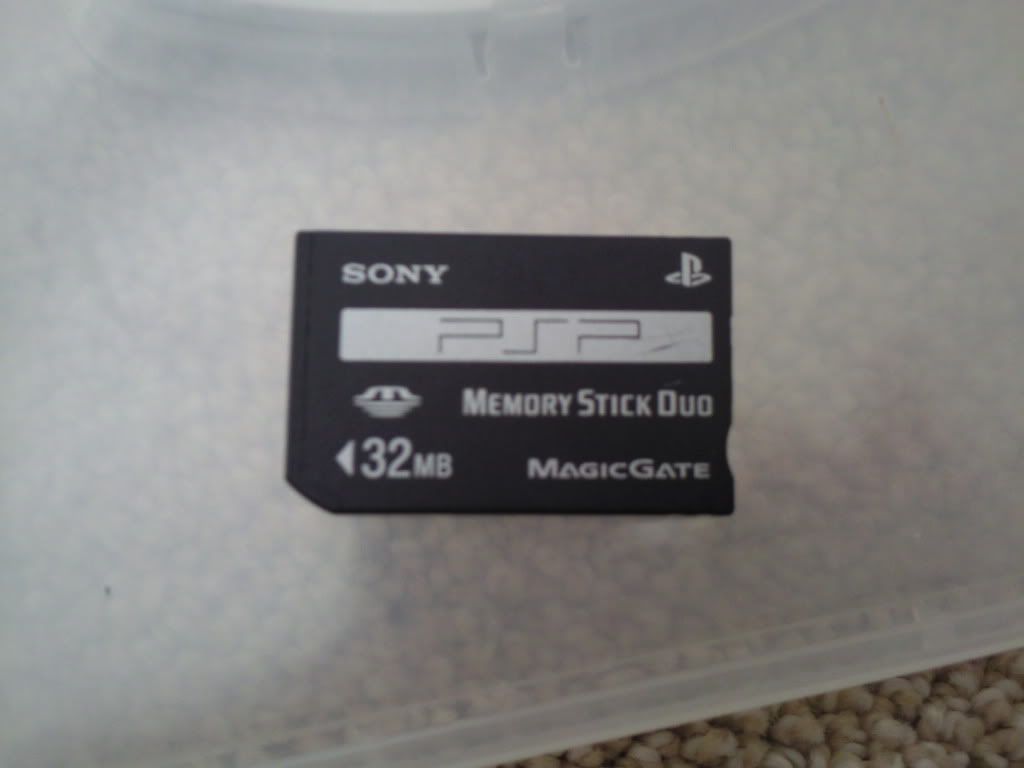 SONY
PSP
MEMORY STICK DUO
32MB
MAGICGATE